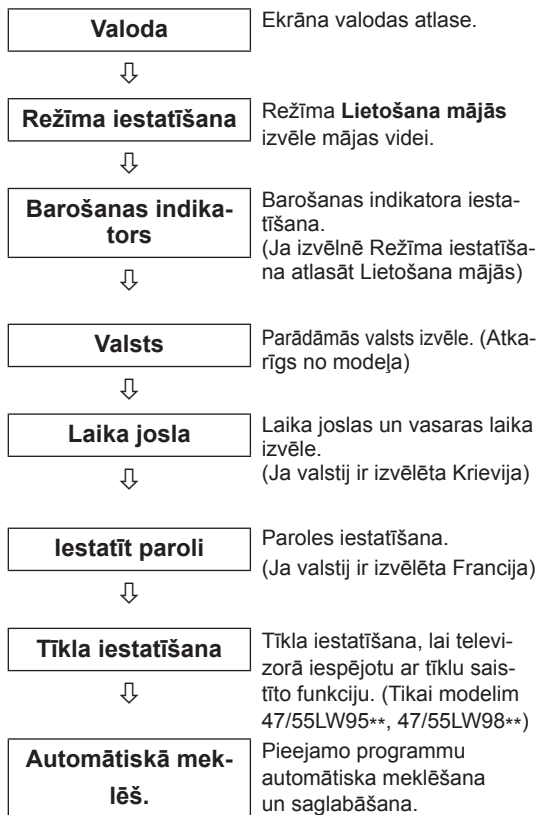 Valoda
Ekrāna valodas atlase.
Režīma iestatīšana
Režīma Lietošana mājās
izvēle mājas videi.
Barošanas indika-
tors
Barošanas indikatora iesta-
tīšana.
(Ja izvēlnē Režīma iestatīša-
na atlasāt Lietošana mājās)
Valsts
Parādāmās valsts izvēle. (Atka-
rīgs no modeļa)
Laika josla
Laika joslas un vasaras laika
izvēle.
(Ja valstij ir izvēlēta Krievija)
Iestatīt paroli
Paroles iestatīšana.
(Ja valstij ir izvēlēta Francija)
Tīkla iestatīšana
Tīkla iestatīšana, lai televi-
zorā iespējotu ar tīklu sais-
tīto funkciju. (Tikai modelim
47/55LW95**, 47/55LW98**)
Automātiskā mek-
lēš.
Pieejamo programmu
automātiska meklēšana
un saglabāšana.